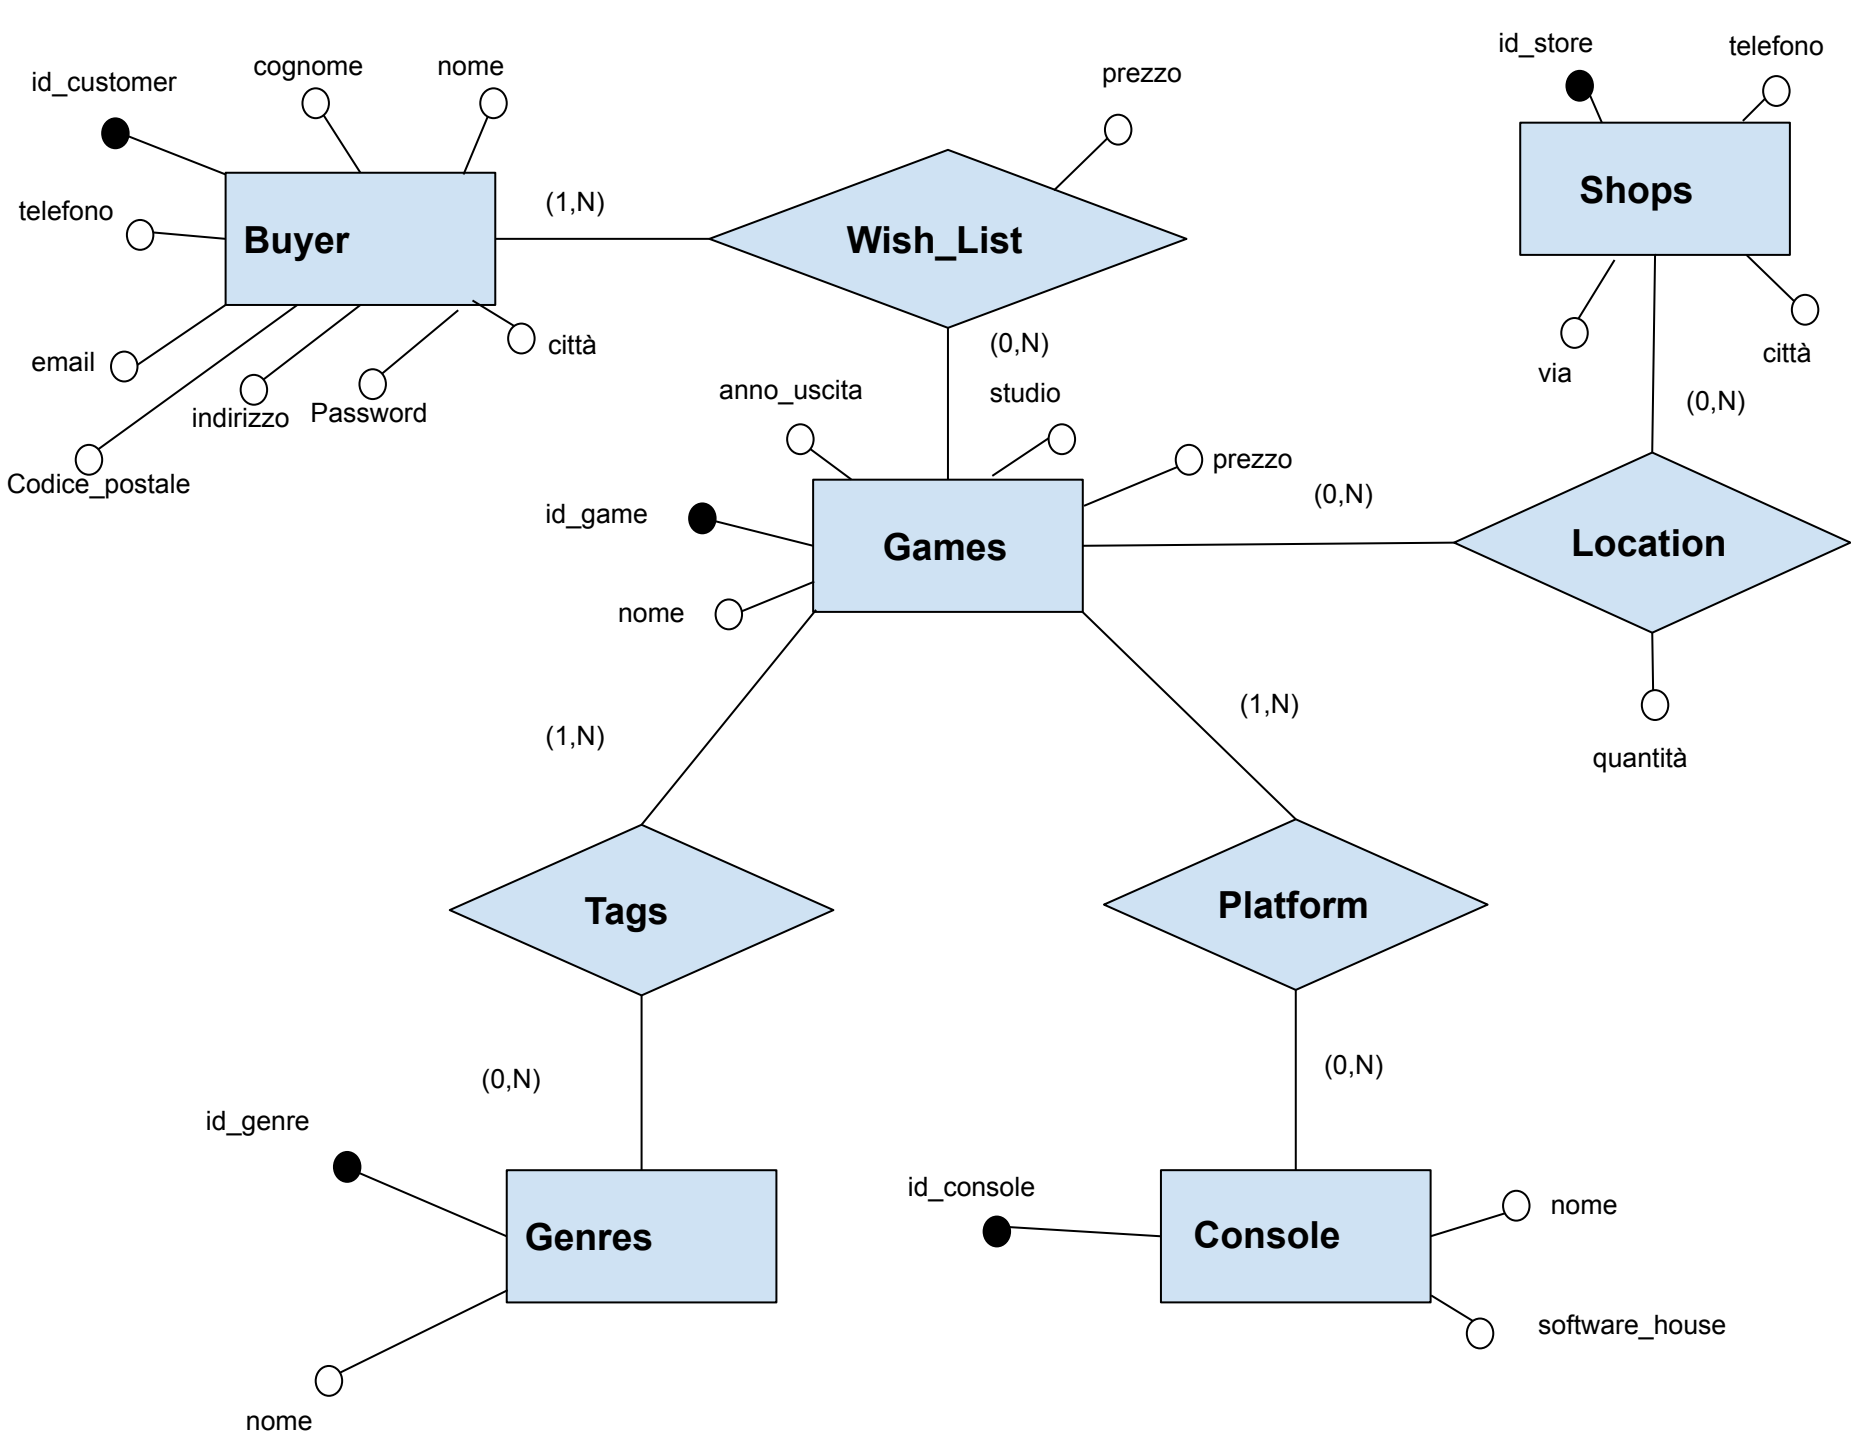 id_store
telefono
cognome
nome
prezzo
id_customer
Shops
(1,N)
telefono
Buyer
Wish_List
(0,N)
città
email
città
via
anno_uscita
studio
(0,N)
indirizzo
Password
prezzo
Codice_postale
(0,N)
id_game
Games
Location
nome
(1,N)
(1,N)
quantità
Tags
Platform
(0,N)
(0,N)
id_genre
id_console
nome
Genres
Console
software_house
nome